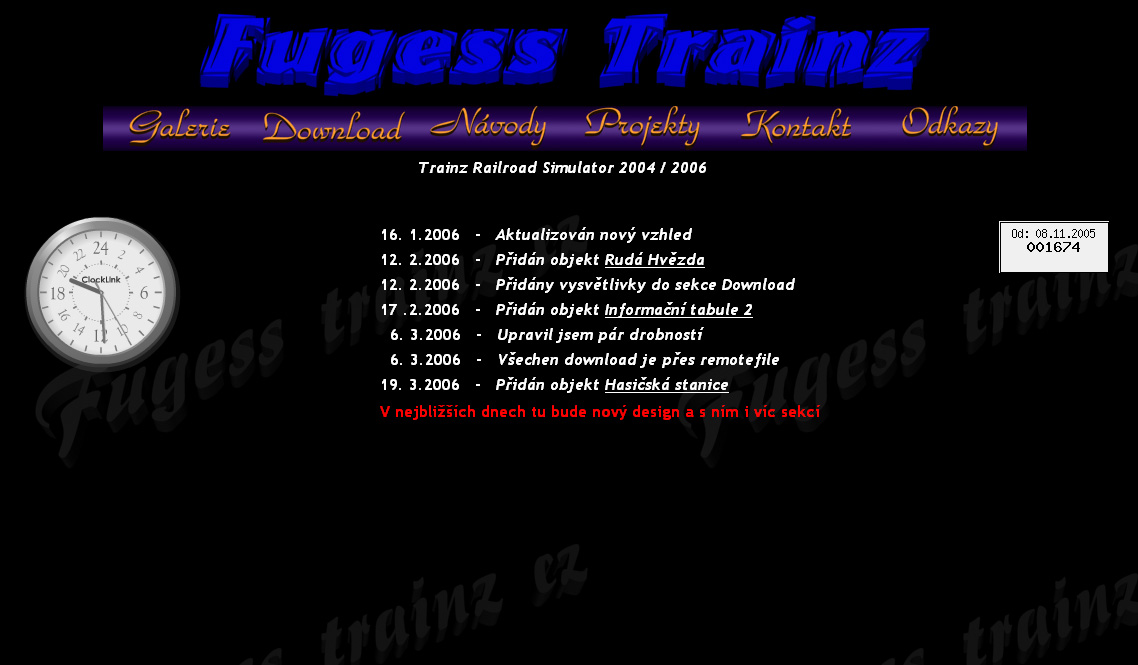 Fugess Trainz
Galerie Download Návody Projekty Kontakt Odkazy
Trainz Railroad Simulator 2004 / 2006
24
2
4
6
8
10
12
14
16
18
20
22
ClockLink
16. 1.2006 - Aktualizován nový vzhled
12. 2.2006 - Přidán objekt Rudá Hvězda
12. 2.2006 - Přidány vysvětlivky do sekce Download
17 .2.2006 - Přidán objekt Informační tabule 2
6. 3.2006 - Upravil jsem pár drobností
6. 3.2006 - Všechen download je přes remotefile
19. 3.2006 - Přidán objekt Hasičská stanice
V nejbližších dnech tu bude nový design a s ním i víc sekcí
Od: 08.11.2005
001674
Fugess trainz cz
Fugess trainz
trainz cz
trainz